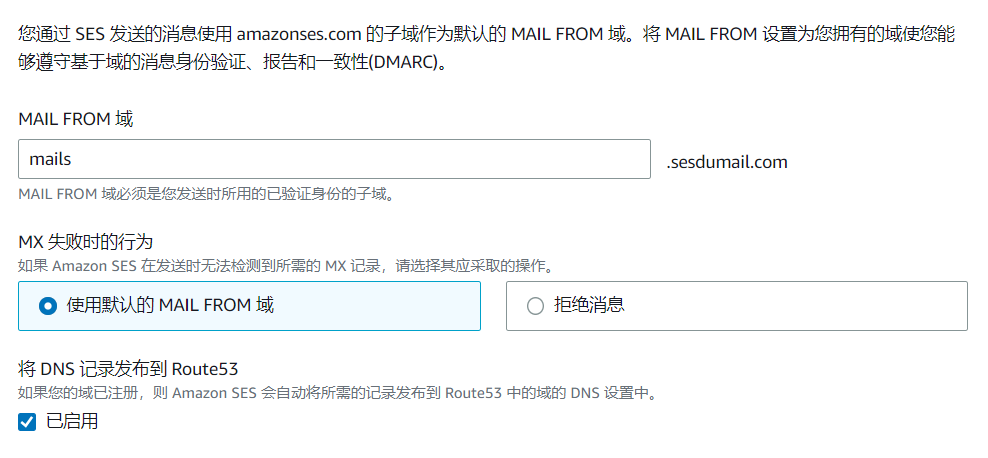 您通过 SES 发送的消息使用 amazonses.com 的子域作为默认的 MAIL FROM 域。将 MAIL FROM 设置为您拥有的域使您能
够遵守基于域的消息身份验证、报告和一致性(DMARC)。
MAIL FROM 域
mails
.sesdumail.com
MAIL FROM 域必须是您发送时所用的已验证身份的子域。
MX 失败时的行为
如果 Amazon SES 在发送时无法检测到所需的 MX 记录，请选择其应采取的操作。
使用默认的 MAIL FROM 域
拒绝消息
将 DNS 记录发布到 Route53
如果您的域已注册，则 Amazon SES 会自动将所需的记录发布到 Route53 中的域的 DNS 设置中。
已启用